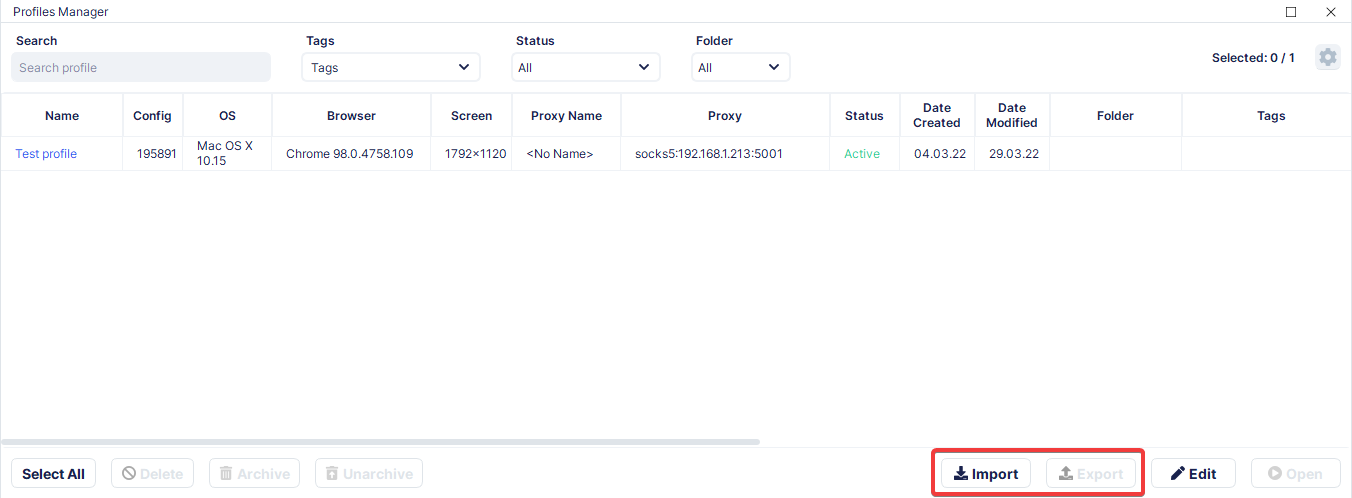 Profiles Manager
Search Tags Status Folder
Search profile Tags All All Selected: 0 / 1
Name Config OS Browser Screen Proxy Name Proxy Status Date Created Date Modified Folder Tags
Test profile 195891 Mac OS X 10.15 Chrome 98.0.4758.109 1792×1120 <No Name> socks5:192.168.1.213:5001 Active 04.03.22 29.03.22
Select All Delete Archive Unarchive Import Export Edit Open